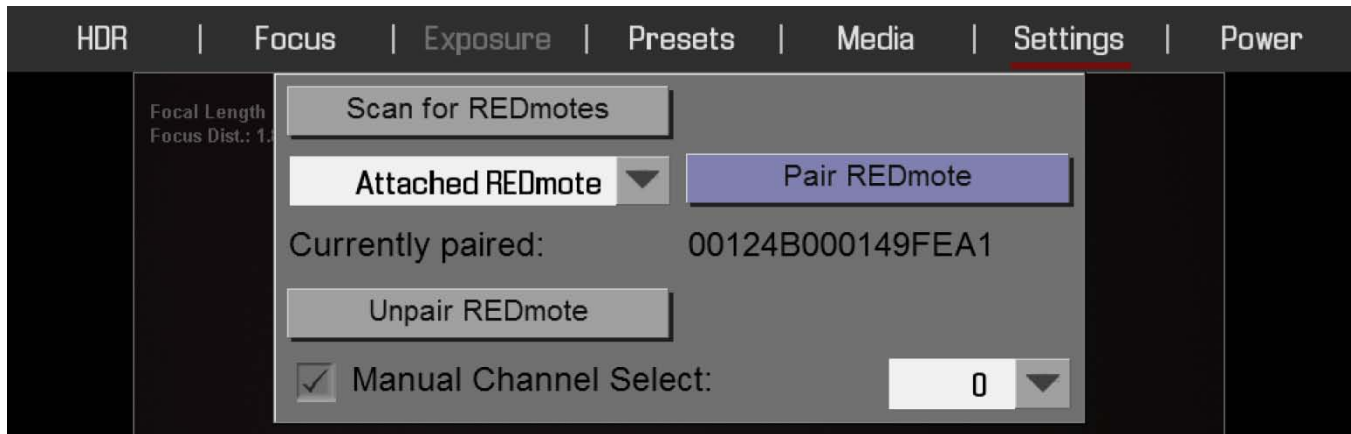 HDR | Focus | Exposure | Presets | Media | Settings | Power
Focal Length
Focus Dist.: 1.
Scan for REDmotes
Attached REDmote
Pair REDmote
Currently paired: 00124B000149FEA1
Unpair REDmote
Manual Channel Select: 0